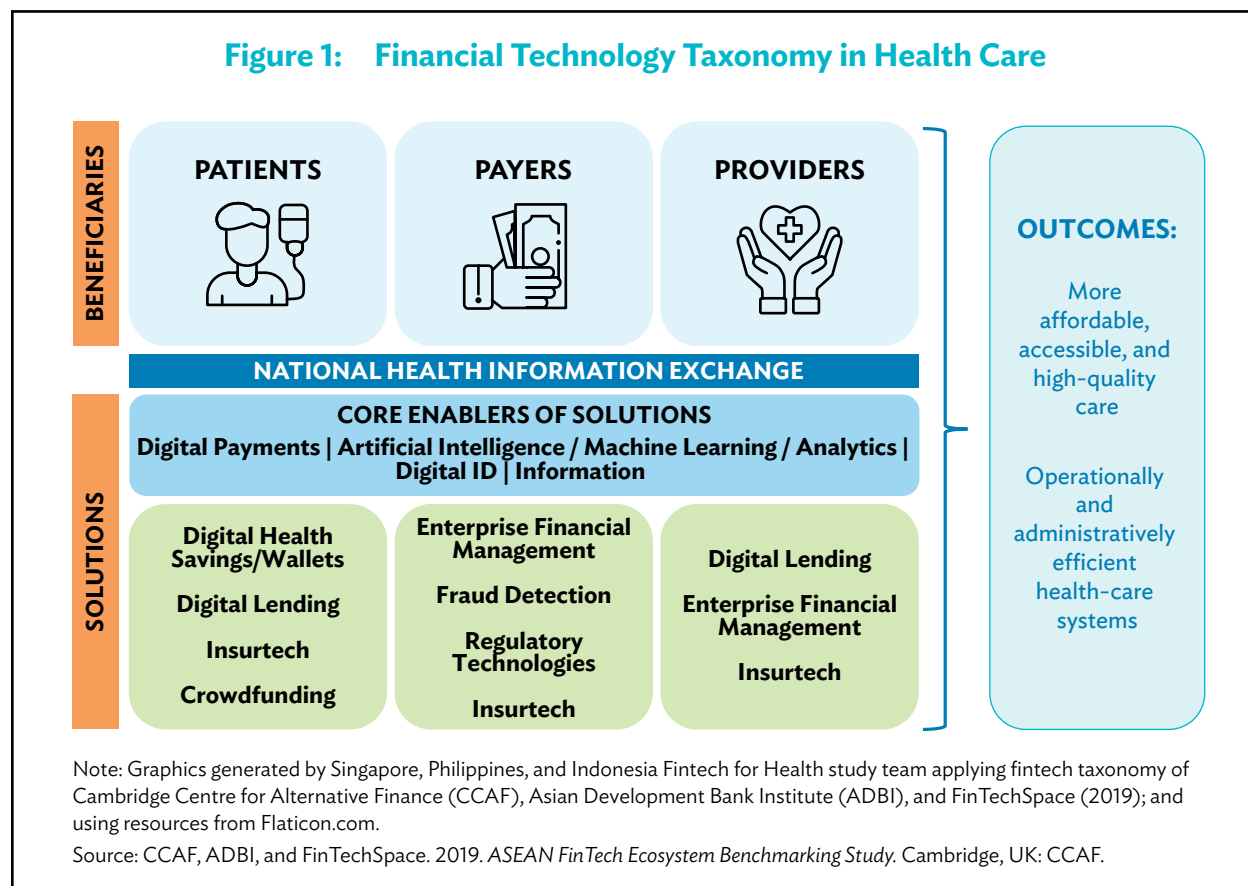 Figure 1: Financial Technology Taxonomy in Health Care
BENEFICIARIES
PATIENTS
PAYERS
PROVIDERS
NATIONAL HEALTH INFORMATION EXCHANGE
SOLUTIONS
CORE ENABLERS OF SOLUTIONS
Digital Payments | Artificial Intelligence / Machine Learning / Analytics |
Digital ID | Information
Digital Health
Savings/Wallets
Digital Lending
Insurtech
Crowdfunding
Enterprise Financial
Management
Fraud Detection
Regulatory
Technologies
Insurtech
Digital Lending
Enterprise Financial
Management
Insurtech
OUTCOMES:
More
affordable,
accessible, and
high-quality
care
Operationally
and
administratively
efficient
health-care
systems
Note: Graphics generated by Singapore, Philippines, and Indonesia Fintech for Health study team applying fintech taxonomy of
Cambridge Centre for Alternative Finance (CCAF), Asian Development Bank Institute (ADBI), and FinTechSpace (2019); and
using resources from Flaticon.com.
Source: CCAF, ADBI, and FinTechSpace. 2019. ASEAN FinTech Ecosystem Benchmarking Study. Cambridge, UK: CCAF.